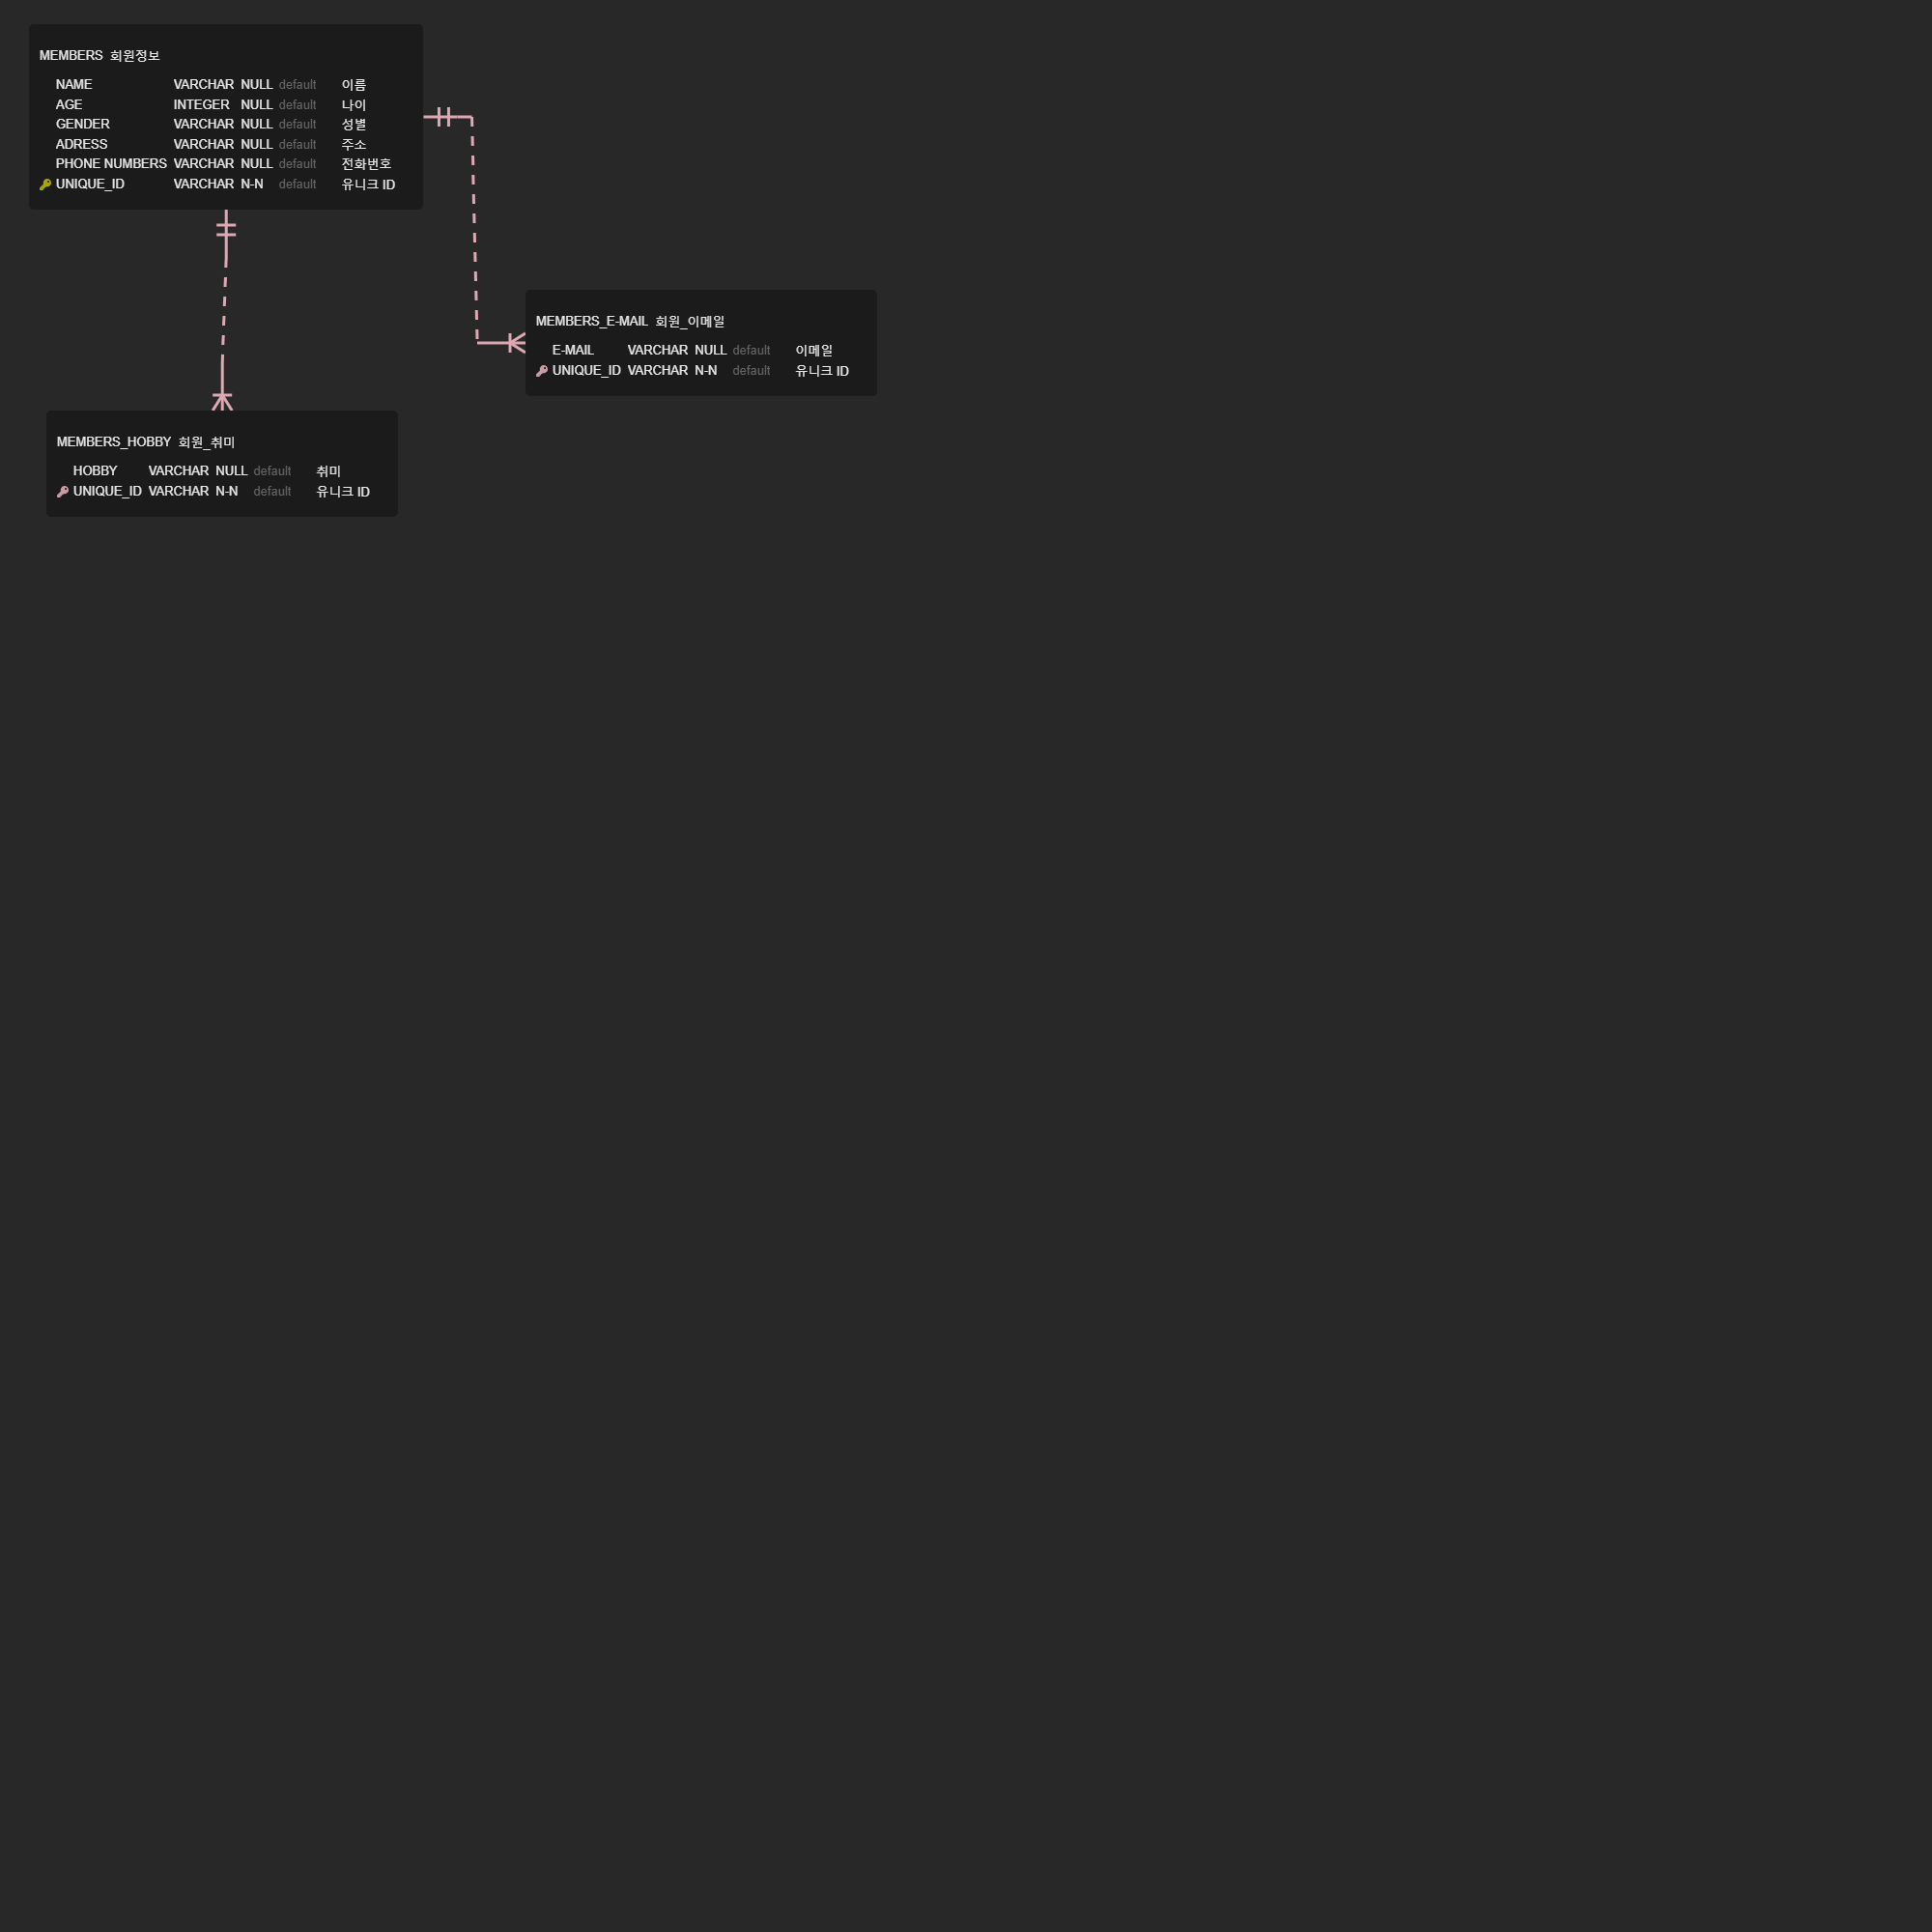 MEMBERS 회원정보
NAME VARCHAR NULL default 이름
AGE INTEGER NULL default 나이
GENDER VARCHAR NULL default 성별
ADRESS VARCHAR NULL default 주소
PHONE NUMBERS VARCHAR NULL default 전화번호
UNIQUE_ID VARCHAR N-N default 유니크 ID
MEMBERS_E-MAIL 회원_이메일
E-MAIL VARCHAR NULL default 이메일
UNIQUE_ID VARCHAR N-N default 유니크 ID
MEMBERS_HOBBY 회원_취미
HOBBY VARCHAR NULL default 취미
UNIQUE_ID VARCHAR N-N default 유니크 ID